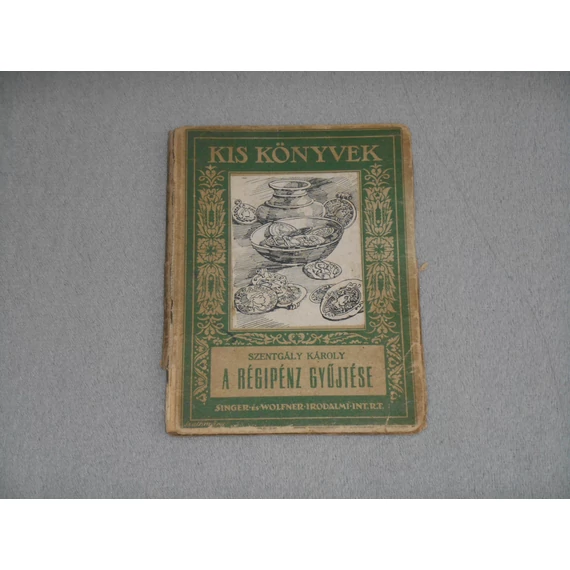 KIS KÖNYVEK
SZENTGÁLY KÁROLY
A RÉGIPÉNZ GYŰJTÉSE
SINGER és WOLFNER · IRODALMI · INT. R.T.